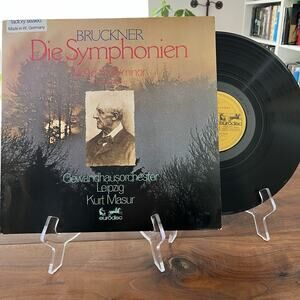 factory sealed
Made in W. Germany
BRUCKNER
Die Symphonien
Gewandhausorchester
Leipzig
Kurt Masur
eurodisc